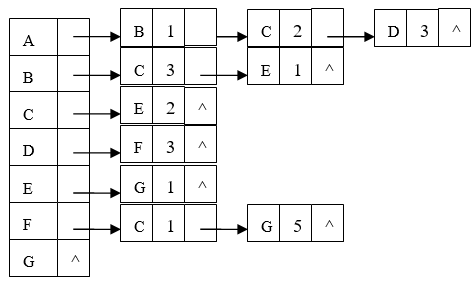 A B 1 C 2 D 3 ^
B C 3 E 1 ^
C E 2 ^
D F 3 ^
E G 1 ^
F C 1 G 5 ^
G ^